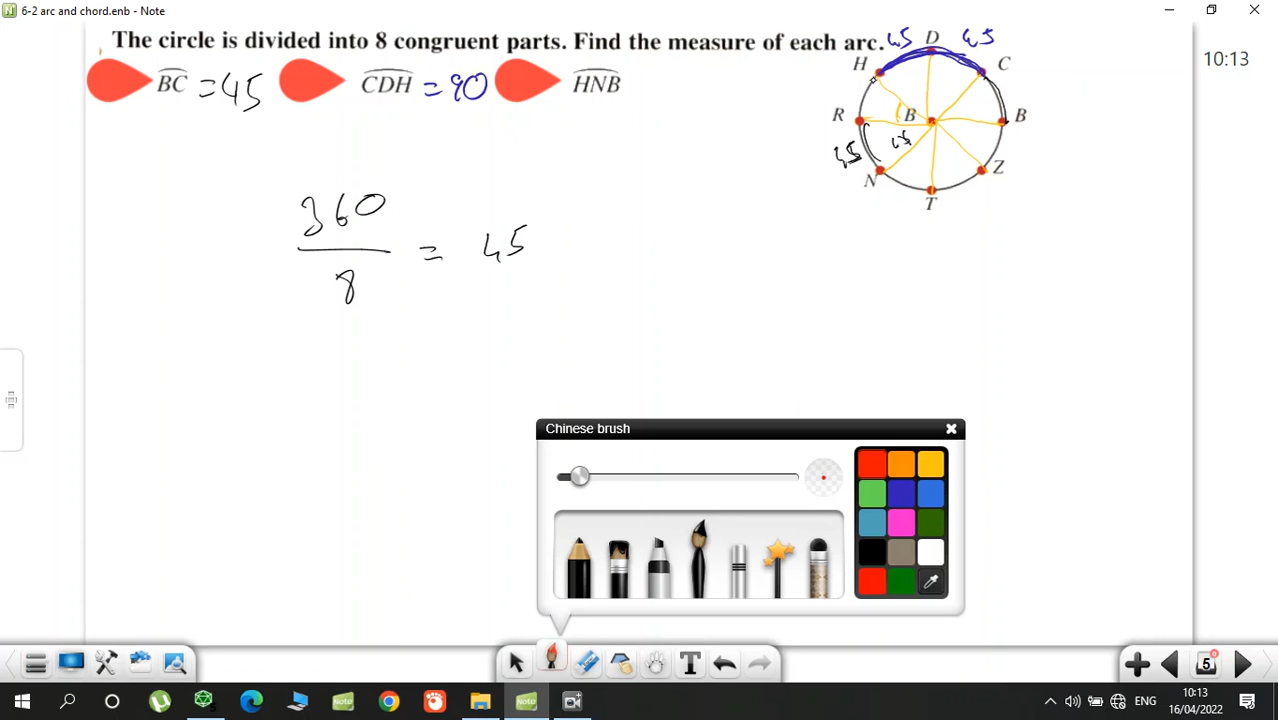 6-2 arc and chord.enb - Note
The circle is divided into 8 congruent parts. Find the measure of each arc.
BC = 45 CDH = 90 HNB
45 D 45
H C
R B B
45 45
N Z
T
360
8
= 45
10:13
Chinese brush
T
5
Noto
Noto
ENG
10:13
16/04/2022